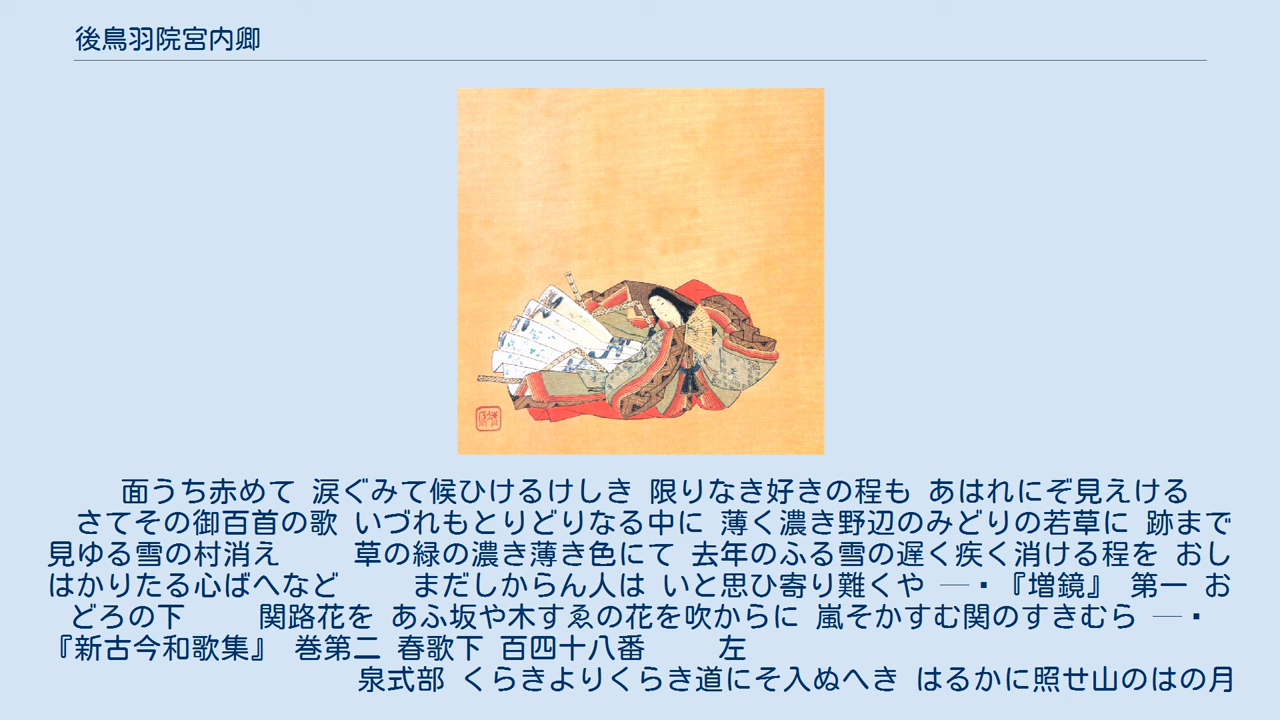 後鳥羽院宮内卿
面うち赤めて 涙ぐみて候ひけるけしき 限りなき好きの程も あはれにぞ見えける
さてその御百首の歌 いづれもとりどりなる中に 薄く濃き野辺のみどりの若草に 跡まで
見ゆる雪の村消え 草の緑の濃き薄き色にて 去年のふる雪の遅く疾く消ける程を おし
はかりたる心ばへなど まだしからん人は いと思ひ寄り難くや ─ ▪『増鏡』 第一 お
どろの下 関路花を あふ坂や木すゑの花を吹からに 嵐そかすむ関のすきむら ─ ▪
『新古今和歌集』 巻第二 春歌下 百四十八番 左
泉式部 くらきよりくらき道にそ入ぬへき はるかに照せ山のはの月